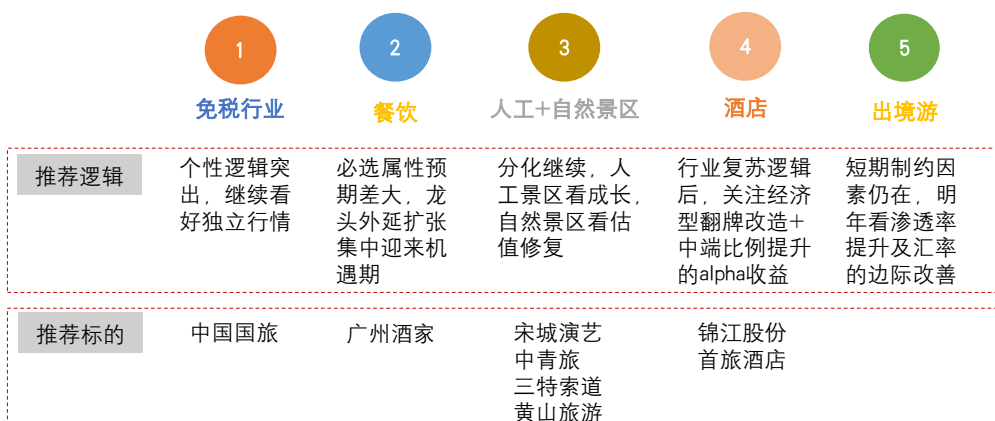 1
2
3
4
5
免税行业
餐饮
人工+自然景区
酒店
出境游
推荐逻辑
个性逻辑突
出，继续看
好独立行情
必选属性预
期差大，龙
头外延扩张
集中迎来机
遇期
分化继续，人
工景区看成长，
自然景区看估
值修复
行业复苏逻辑
后，关注经济
型翻牌改造+
中端比例提升
的alpha收益
短期制约因
素仍在，明
年看渗透率
提升及汇率
的边际改善
推荐标的
中国国旅
广州酒家
宋城演艺
中青旅
三特索道
黄山旅游
锦江股份
首旅酒店